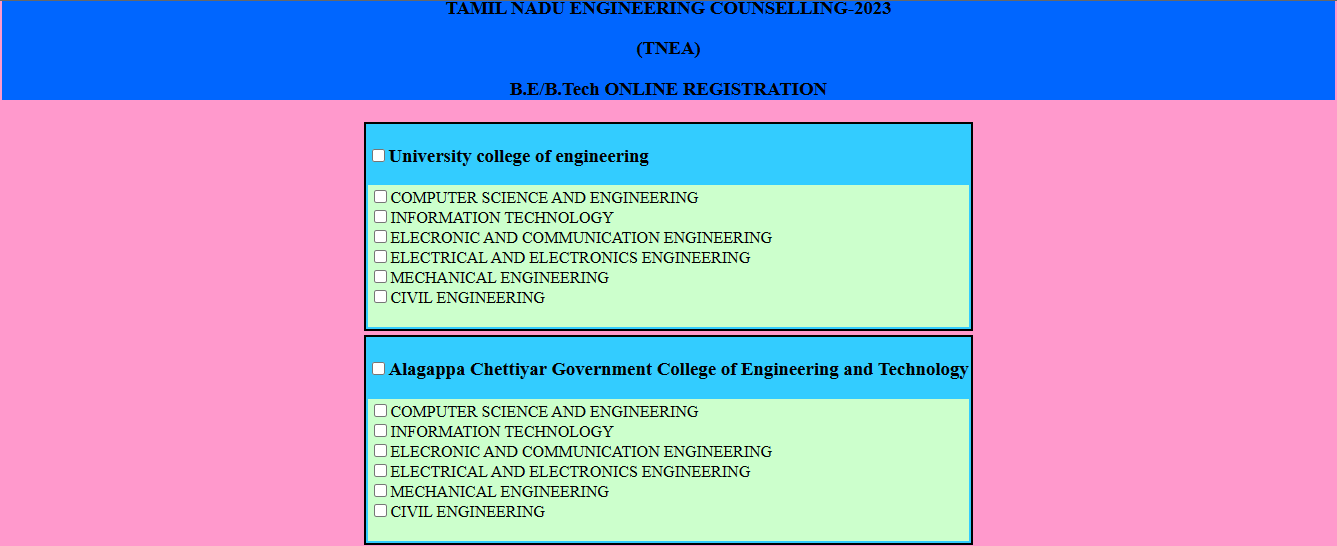 TAMIL NADU ENGINEERING COUNSELLING-2023
(TNEA)
B.E/B.Tech ONLINE REGISTRATION
University college of engineering
COMPUTER SCIENCE AND ENGINEERING
INFORMATION TECHNOLOGY
ELECRONIC AND COMMUNICATION ENGINEERING
ELECTRICAL AND ELECTRONICS ENGINEERING
MECHANICAL ENGINEERING
CIVIL ENGINEERING
Alagappa Chettiyar Government College of Engineering and Technology
COMPUTER SCIENCE AND ENGINEERING
INFORMATION TECHNOLOGY
ELECRONIC AND COMMUNICATION ENGINEERING
ELECTRICAL AND ELECTRONICS ENGINEERING
MECHANICAL ENGINEERING
CIVIL ENGINEERING